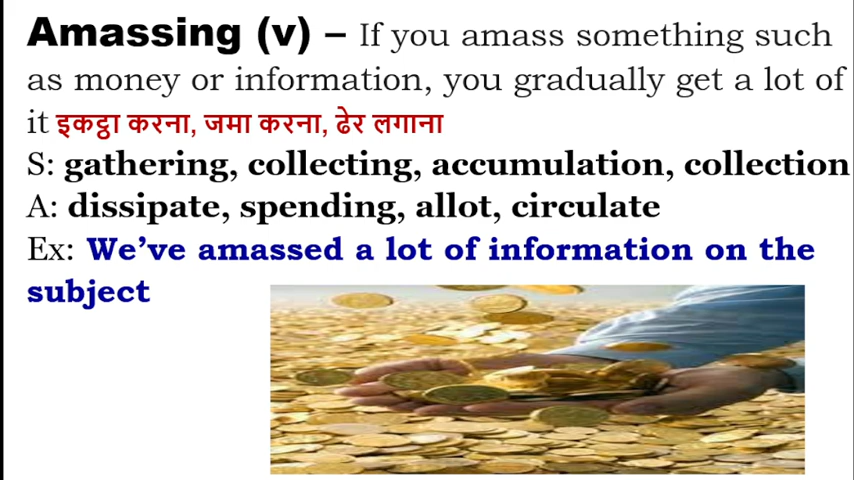 Amassing (v) – If you amass something such
as money or information, you gradually get a lot of
it इकट्ठा करना, जमा करना, ढेर लगाना
S: gathering, collecting, accumulation, collection
A: dissipate, spending, allot, circulate
Ex: We’ve amassed a lot of information on the
subject